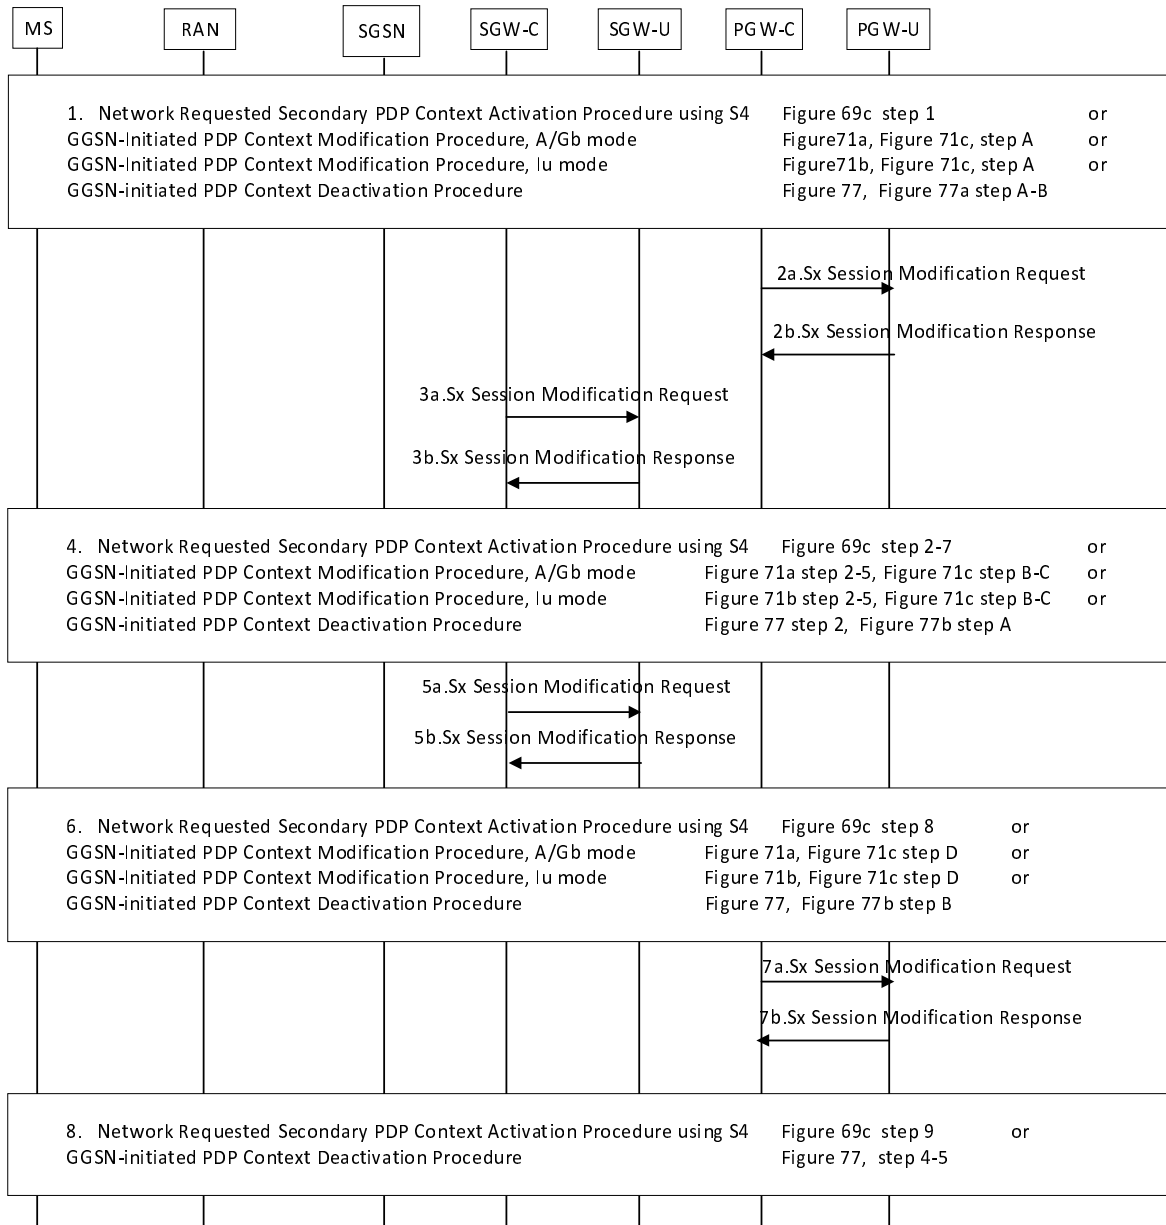 MS RAN SGSN SGW-C SGW-U PGW-C PGW-U
1. Network Requested Secondary PDP Context Activation Procedure using S4 Figure 69c step 1 or
GGSN-Initiated PDP Context Modification Procedure, A/Gb mode Figure71a, Figure 71c, step A or
GGSN-Initiated PDP Context Modification Procedure, Iu mode Figure71b, Figure 71c, step A or
GGSN-initiated PDP Context Deactivation Procedure Figure 77, Figure 77a step A-B
2a.Sx Session Modification Request
2b.Sx Session Modification Response
3a.Sx Session Modification Request
3b.Sx Session Modification Response
4. Network Requested Secondary PDP Context Activation Procedure using S4 Figure 69c step 2-7 or
GGSN-Initiated PDP Context Modification Procedure, A/Gb mode Figure 71a step 2-5, Figure 71c step B-C or
GGSN-Initiated PDP Context Modification Procedure, Iu mode Figure 71b step 2-5, Figure 71c step B-C or
GGSN-initiated PDP Context Deactivation Procedure Figure 77 step 2, Figure 77b step A
5a.Sx Session Modification Request
5b.Sx Session Modification Response
6. Network Requested Secondary PDP Context Activation Procedure using S4 Figure 69c step 8 or
GGSN-Initiated PDP Context Modification Procedure, A/Gb mode Figure 71a, Figure 71c step D or
GGSN-Initiated PDP Context Modification Procedure, Iu mode Figure 71b, Figure 71c step D or
GGSN-initiated PDP Context Deactivation Procedure Figure 77, Figure 77b step B
7a.Sx Session Modification Request
7b.Sx Session Modification Response
8. Network Requested Secondary PDP Context Activation Procedure using S4 Figure 69c step 9 or
GGSN-initiated PDP Context Deactivation Procedure Figure 77, step 4-5